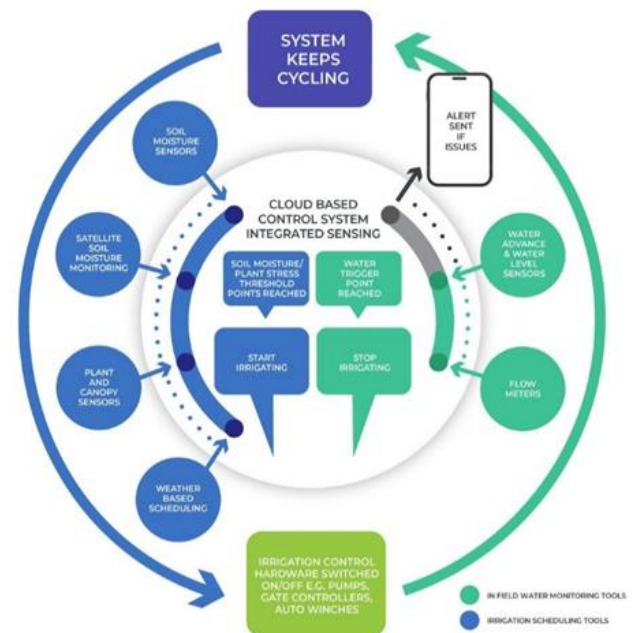 SYSTEM
KEEPS
CYCLING
ALERT
SENT
IF
ISSUES
SOIL
MOISTURE
SENSORS
CLOUD BASED
CONTROL SYSTEM
INTEGRATED SENSING
SATELLITE
SOIL
MOISTURE
MONITORING
SOIL MOISTURE/
PLANT STRESS
THRESHOLD
POINTS REACHED
WATER
TRIGGER
POINT
REACHED
WATER
ADVANCE
& WATER
LEVEL
SENSORS
PLANT
AND
CANOPY
SENSORS
START
IRRIGATING
STOP
IRRIGATING
FLOW
METERS
WEATHER
BASED
SCHEDULING
IRRIGATION CONTROL
HARDWARE SWITCHED
ON/OFF E.G. PUMPS,
GATE CONTROLLERS,
AUTO WINCHES
IN FIELD WATER MONITORING TOOLS
IRRIGATION SCHEDULING TOOLS